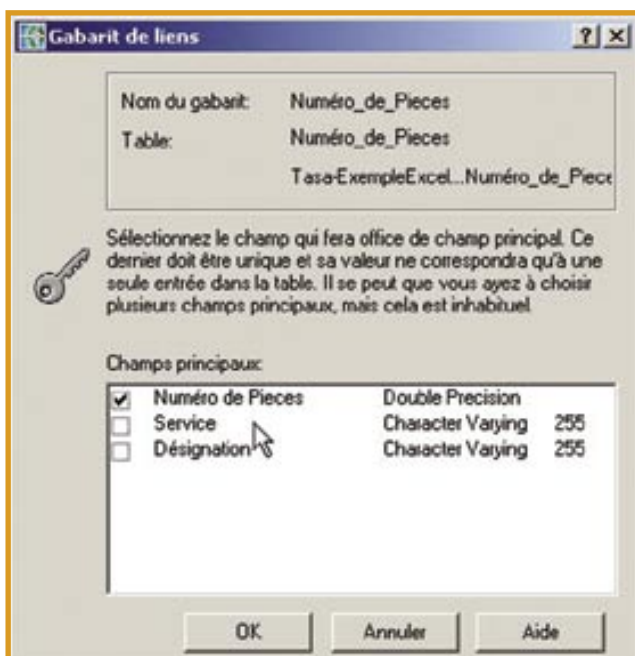 Gabarit de liens
Nom du gabarit: Numéro_de_Pieces
Table: Numéro_de_Pieces
Tasa-ExempleExcel...Numéro_de_Piece
Sélectionnez le champ qui fera office de champ principal. Ce
dernier doit être unique et sa valeur ne correspondra qu'à une
seule entrée dans la table. Il se peut que vous ayez à choisir
plusieurs champs principaux, mais cela est inhabituel.
Champs principaux:
Numéro de Pieces Double Precision
Service Character Varying 255
Désignation Character Varying 255
OK Annuler Aide